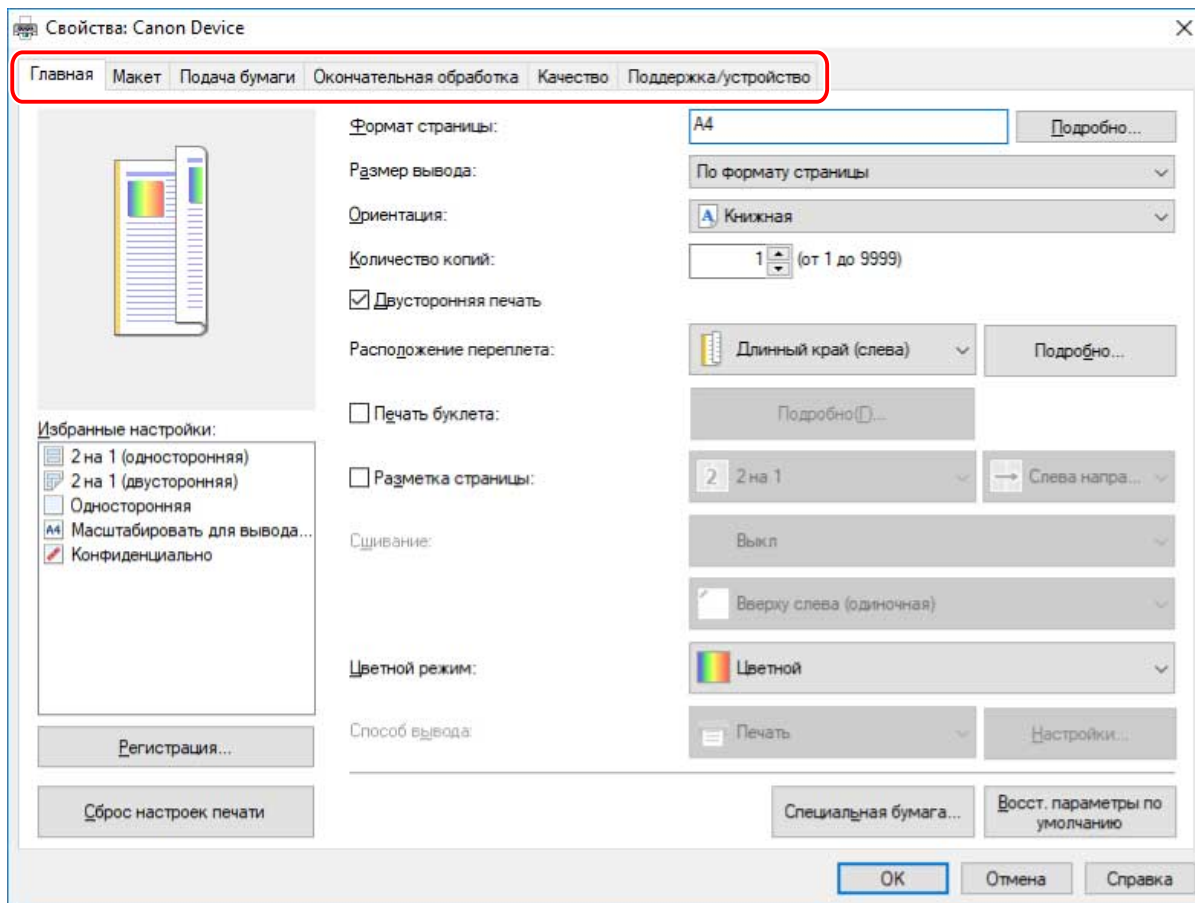 Свойства: Canon Device
Главная Макет Подача бумаги Окончательная обработка Качество Поддержка/устройство
Формат страницы: A4 Подробно...
Размер вывода: По формату страницы
Ориентация: A Книжная
Количество копий: 1 (от 1 до 9999)
Двусторонняя печать
Расположение переплета: Длинный край (слева) Подробно...
Печать буклета: Подробно(Г)...
Избранные настройки:
2 на 1 (односторонняя)
2 на 1 (двусторонняя)
Односторонняя
A4 Масштабировать для вывода...
Конфиденциально
Разметка страницы: 2 2 на 1 Слева напра...
Сшивание: Выкл
Вверху слева (одиночная)
Цветной режим: Цветной
Способ вывода: Печать Настройки...
Регистрация...
Сброс настроек печати
Специальная бумага...
Восст. параметры по
умолчанию
OK Отмена Справка